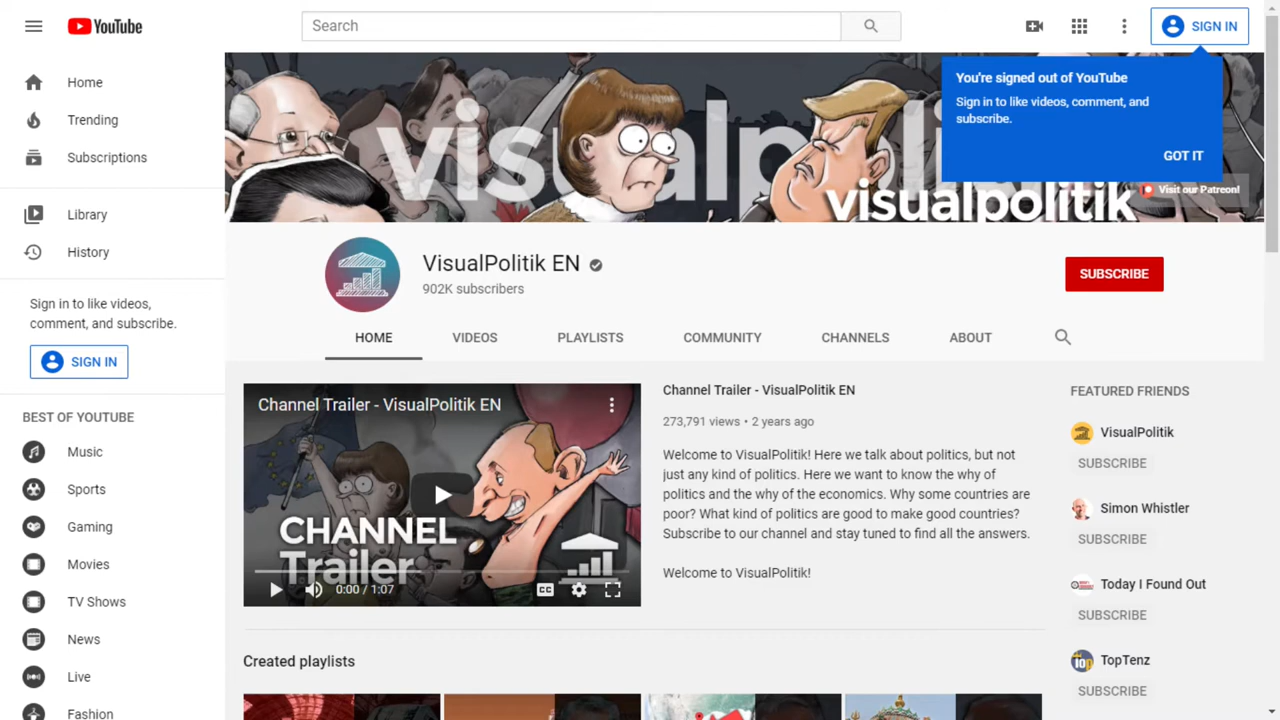 YouTube
Search
SIGN IN
You're signed out of YouTube
Sign in to like videos, comment, and
subscribe.
GOT IT
Home
Trending
Subscriptions
Library
History
Sign in to like videos,
comment, and subscribe.
SIGN IN
BEST OF YOUTUBE
Music
Sports
Gaming
Movies
TV Shows
News
Live
Fashion
visualpoli
visualpolitik
Visit our Patreon!
VisualPolitik EN
902K subscribers
SUBSCRIBE
HOME
VIDEOS
PLAYLISTS
COMMUNITY
CHANNELS
ABOUT
Channel Trailer - VisualPolitik EN
CHANNEL
Trailer
0:00 / 1:07
CC
Channel Trailer - VisualPolitik EN
273,791 views • 2 years ago
Welcome to VisualPolitik! Here we talk about politics, but not
just any kind of politics. Here we want to know the why of
politics and the why of the economics. Why some countries are
poor? What kind of politics are good to make good countries?
Subscribe to our channel and stay tuned to find all the answers.
Welcome to VisualPolitik!
FEATURED FRIENDS
VisualPolitik
SUBSCRIBE
Simon Whistler
SUBSCRIBE
Today I Found Out
SUBSCRIBE
TopTenz
SUBSCRIBE
Created playlists